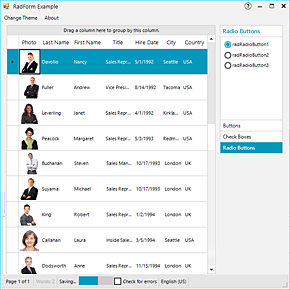 RadForm Example
Change Theme About
Drag a column here to group by this column.
Radio Buttons
Photo Last Name First Name Title Hire Date City Country
radRadioButton1
radRadioButton2
radRadioButton3
Davolio Nancy Sales Repr... 5/1/1992 Seattle USA
Fuller Andrew Vice Presi... 8/14/1992 Tacoma USA
Leverling Janet Sales Repr... 4/1/1992 Kirkland USA
Peacock Margaret Sales Repr... 5/3/1993 Redm... USA
Buchanan Steven Sales Man... 10/17/1993 London UK
Suyama Michael Sales Repr... 10/17/1993 London UK
King Robert Sales Repr... 1/2/1994 London UK
Callahan Laura Inside Sale... 3/5/1994 Seattle USA
Dodsworth Anne Sales Repr... 11/15/1994 London UK
Buttons
Check Boxes
Radio Buttons
Page 1 of 1 Words: 0 Saving... Check for errors English (US)